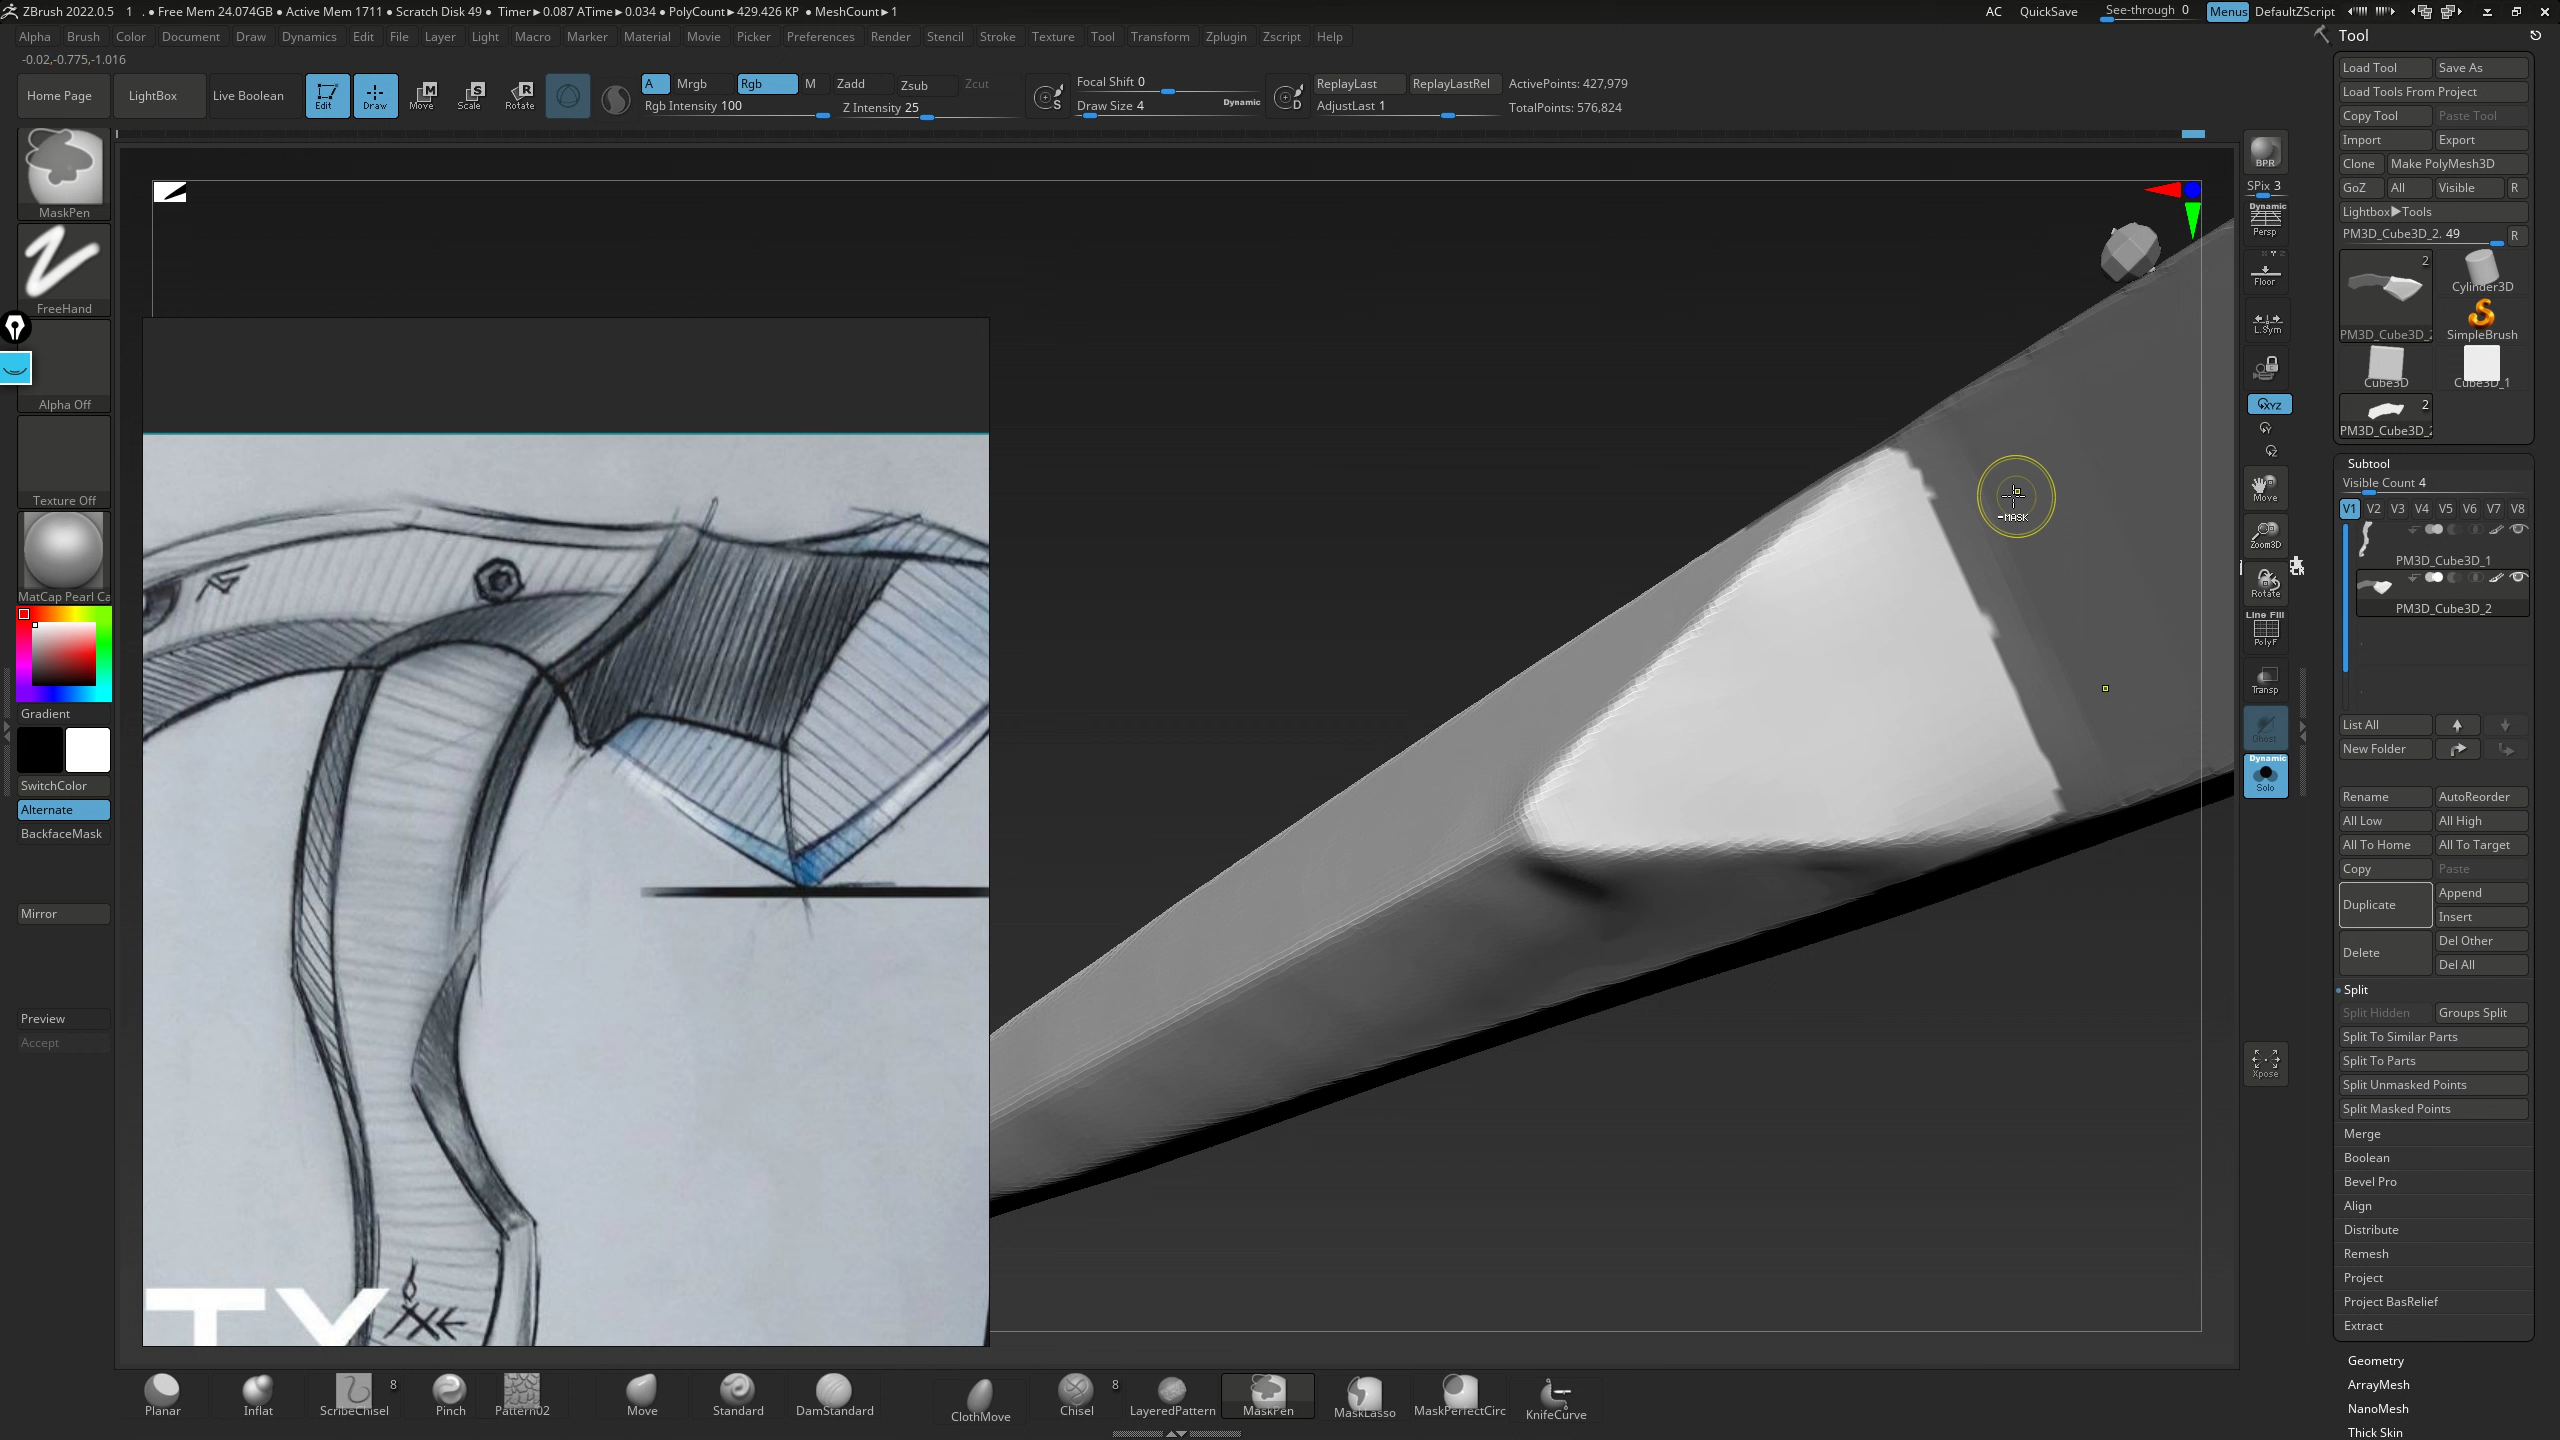 ZBrush 2022.0.5 1 . • Free Mem 24.074GB • Active Mem 1711 • Scratch Disk 49 • Timer►0.087 ATime►0.034 • PolyCount►429.426 KP • MeshCount►1
AC QuickSave See-through 0 Menus DefaultZScript
Alpha Brush Color Document Draw Dynamics Edit File Layer Light Macro Marker Material Movie Picker Preferences Render Stencil Stroke Texture Tool Transform Zplugin Zscript Help
-0.02,-0.775,-1.016
Home Page LightBox Live Boolean Edit Draw Move Scale Rotate
A Mrgb Rgb M Zadd Zsub Zcut
Rgb Intensity 100 Z Intensity 25
Focal Shift 0
Draw Size 4 Dynamic
ReplayLast ReplayLastRel
AdjustLast 1
ActivePoints: 427,979
TotalPoints: 576,824
MaskPen
FreeHand
Alpha Off
Texture Off
MatCap Pearl Ca
Gradient
SwitchColor
Alternate
BackfaceMask
Mirror
Preview
Accept
TY
-MASK
BPR
SPix 3
Dynamic
Persp
Floor
L.Sym
XYZ
Move
Zoom3D
Rotate
Line Fill
PolyF
Transp
Ghost
Dynamic
Solo
Xpose
Tool
Load Tool Save As
Load Tools From Project
Copy Tool Paste Tool
Import Export
Clone Make PolyMesh3D
GoZ All Visible R
Lightbox►Tools
PM3D_Cube3D_2. 49 R
2
Cylinder3D
PM3D_Cube3D_2 SimpleBrush
Cube3D Cube3D_1
2
PM3D_Cube3D_2
Subtool
Visible Count 4
V1 V2 V3 V4 V5 V6 V7 V8
PM3D_Cube3D_1
PM3D_Cube3D_2
List All
New Folder
Rename AutoReorder
All Low All High
All To Home All To Target
Copy Paste
Duplicate Append
Insert
Delete Del Other
Del All
Split
Split Hidden Groups Split
Split To Similar Parts
Split To Parts
Split Unmasked Points
Split Masked Points
Merge
Boolean
Bevel Pro
Align
Distribute
Remesh
Project
Project BasRelief
Extract
Geometry
ArrayMesh
NanoMesh
Thick Skin
8 8
Planar Inflat ScribeChisel Pinch Pattern02 Move Standard DamStandard ClothMove Chisel LayeredPattern MaskPen MaskLasso MaskPerfectCirc KnifeCurve